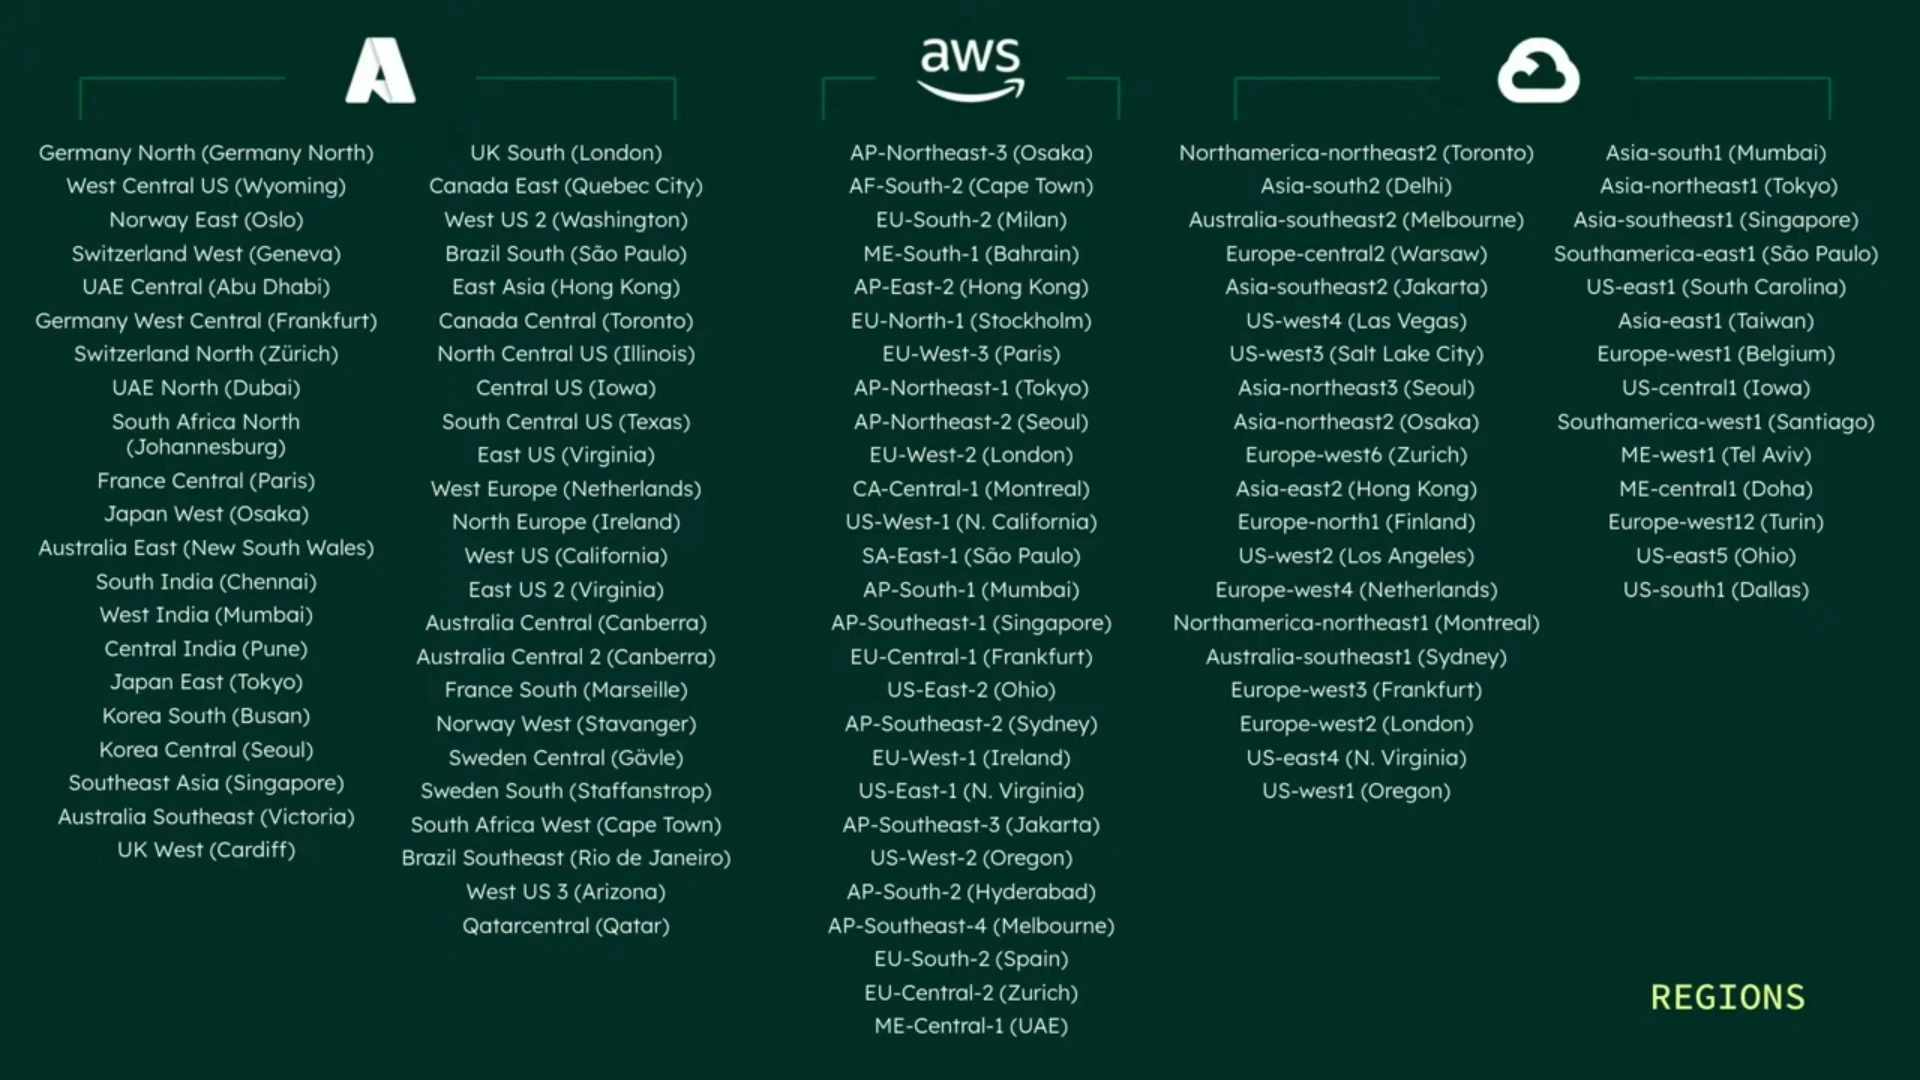 aws
Germany North (Germany North)
West Central US (Wyoming)
Norway East (Oslo)
Switzerland West (Geneva)
UAE Central (Abu Dhabi)
Germany West Central (Frankfurt)
Switzerland North (Zürich)
UAE North (Dubai)
South Africa North
(Johannesburg)
France Central (Paris)
Japan West (Osaka)
Australia East (New South Wales)
South India (Chennai)
West India (Mumbai)
Central India (Pune)
Japan East (Tokyo)
Korea South (Busan)
Korea Central (Seoul)
Southeast Asia (Singapore)
Australia Southeast (Victoria)
UK West (Cardiff)
UK South (London)
Canada East (Quebec City)
West US 2 (Washington)
Brazil South (São Paulo)
East Asia (Hong Kong)
Canada Central (Toronto)
North Central US (Illinois)
Central US (Iowa)
South Central US (Texas)
East US (Virginia)
West Europe (Netherlands)
North Europe (Ireland)
West US (California)
East US 2 (Virginia)
Australia Central (Canberra)
Australia Central 2 (Canberra)
France South (Marseille)
Norway West (Stavanger)
Sweden Central (Gävle)
Sweden South (Staffanstrop)
South Africa West (Cape Town)
Brazil Southeast (Rio de Janeiro)
West US 3 (Arizona)
Qatarcentral (Qatar)
AP-Northeast-3 (Osaka)
AF-South-2 (Cape Town)
EU-South-2 (Milan)
ME-South-1 (Bahrain)
AP-East-2 (Hong Kong)
EU-North-1 (Stockholm)
EU-West-3 (Paris)
AP-Northeast-1 (Tokyo)
AP-Northeast-2 (Seoul)
EU-West-2 (London)
CA-Central-1 (Montreal)
US-West-1 (N. California)
SA-East-1 (São Paulo)
AP-South-1 (Mumbai)
AP-Southeast-1 (Singapore)
EU-Central-1 (Frankfurt)
US-East-2 (Ohio)
AP-Southeast-2 (Sydney)
EU-West-1 (Ireland)
US-East-1 (N. Virginia)
AP-Southeast-3 (Jakarta)
US-West-2 (Oregon)
AP-South-2 (Hyderabad)
AP-Southeast-4 (Melbourne)
EU-South-2 (Spain)
EU-Central-2 (Zurich)
ME-Central-1 (UAE)
Northamerica-northeast2 (Toronto)
Asia-south2 (Delhi)
Australia-southeast2 (Melbourne)
Europe-central2 (Warsaw)
Asia-southeast2 (Jakarta)
US-west4 (Las Vegas)
US-west3 (Salt Lake City)
Asia-northeast3 (Seoul)
Asia-northeast2 (Osaka)
Europe-west6 (Zurich)
Asia-east2 (Hong Kong)
Europe-north1 (Finland)
US-west2 (Los Angeles)
Europe-west4 (Netherlands)
Northamerica-northeast1 (Montreal)
Australia-southeast1 (Sydney)
Europe-west3 (Frankfurt)
Europe-west2 (London)
US-east4 (N. Virginia)
US-west1 (Oregon)
Asia-south1 (Mumbai)
Asia-northeast1 (Tokyo)
Asia-southeast1 (Singapore)
Southamerica-east1 (São Paulo)
US-east1 (South Carolina)
Asia-east1 (Taiwan)
Europe-west1 (Belgium)
US-central1 (Iowa)
Southamerica-west1 (Santiago)
ME-west1 (Tel Aviv)
ME-central1 (Doha)
Europe-west12 (Turin)
US-east5 (Ohio)
US-south1 (Dallas)
REGIONS